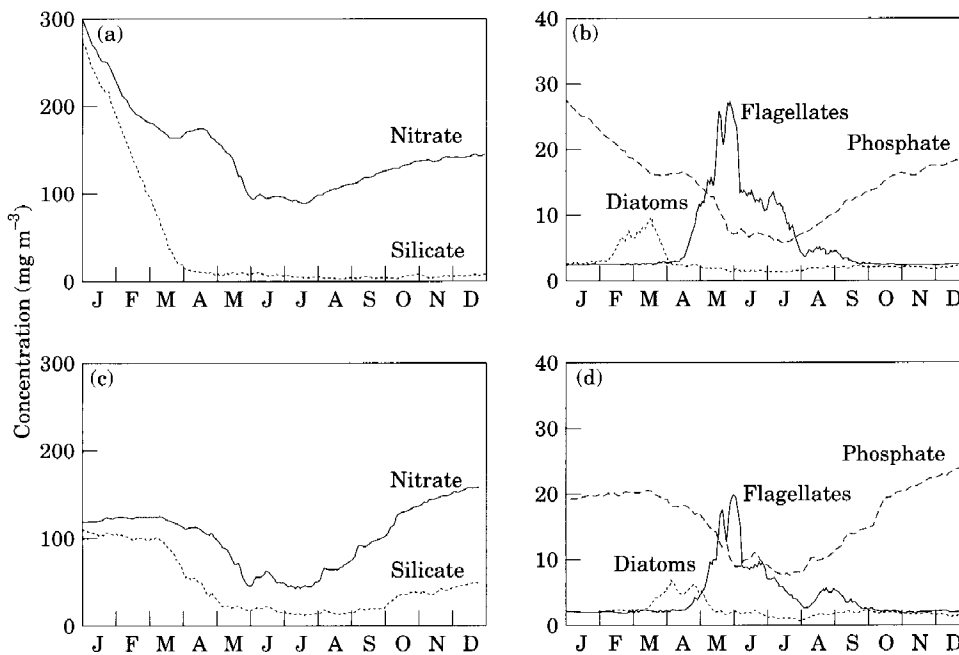 Concentration (mg m⁻³)
(a)
300
200
100
0
Nitrate
Silicate
J F M A M J J A S O N D
(b)
40
30
20
10
0
Flagellates
Phosphate
Diatoms
J F M A M J J A S O N D
(c)
300
200
100
0
Nitrate
Silicate
J F M A M J J A S O N D
(d)
40
30
20
10
0
Phosphate
Flagellates
Diatoms
J F M A M J J A S O N D